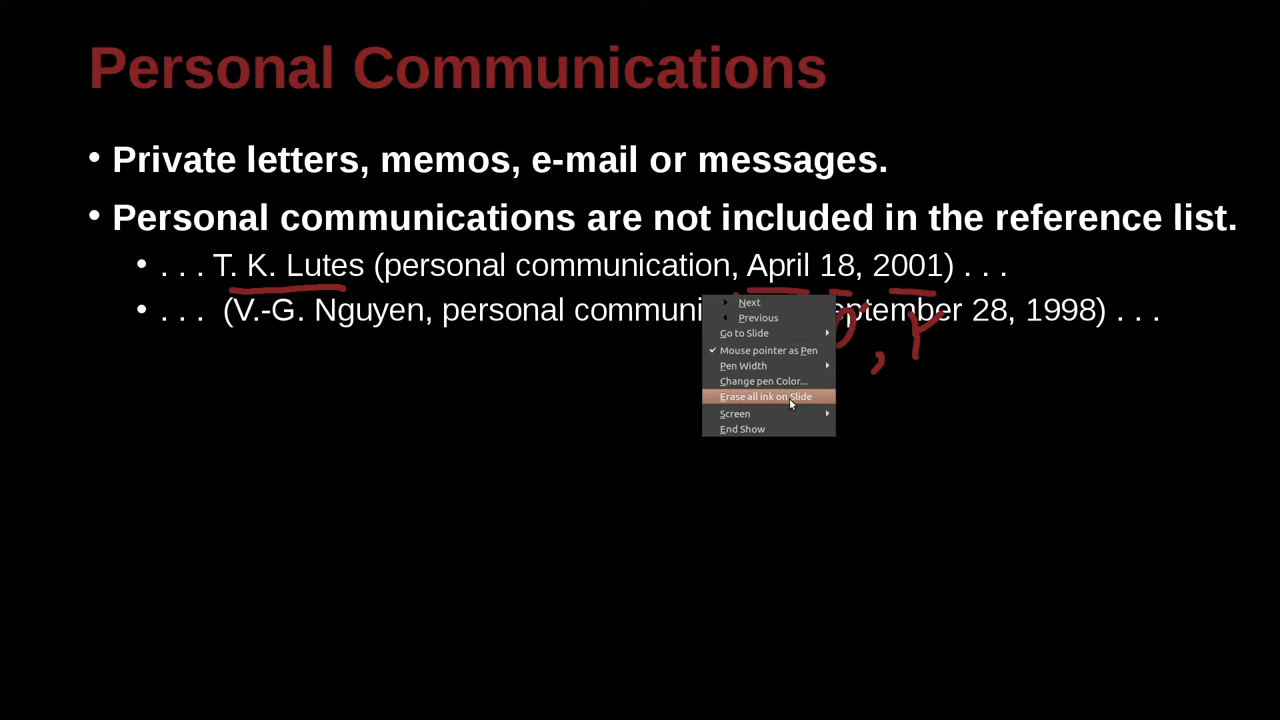 Personal Communications
• Private letters, memos, e-mail or messages.
• Personal communications are not included in the reference list.
• . . . T. K. Lutes (personal communication, April 18, 2001) . . .
• . . . (V.-G. Nguyen, personal 28, 1998) . . .
Next
Previous
Go to Slide
Mouse pointer as Pen
Pen Width
Change pen Color...
Erase all ink on Slide
Screen
End Show